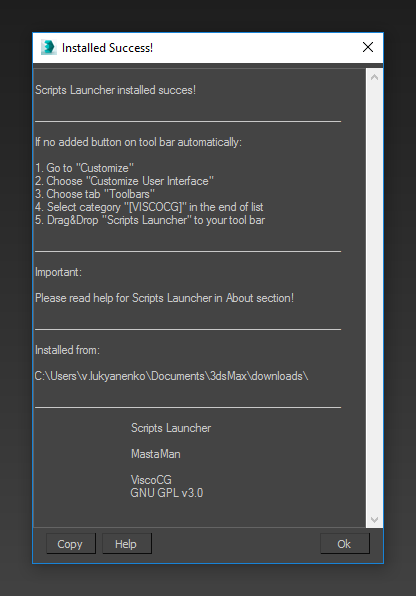 Installed Success!
Scripts Launcher installed succes!
If no added button on tool bar automatically:
1. Go to "Customize"
2. Choose "Customize User Interface"
3. Choose tab "Toolbars"
4. Select category "[VISCOCG]" in the end of list
5. Drag&Drop "Scripts Launcher" to your tool bar
Important:
Please read help for Scripts Launcher in About section!
Installed from:
C:\Users\v.lukyanenko\Documents\3dsMax\downloads\
Scripts Launcher
MastaMan
ViscoCG
GNU GPL v3.0
Copy
Help
Ok